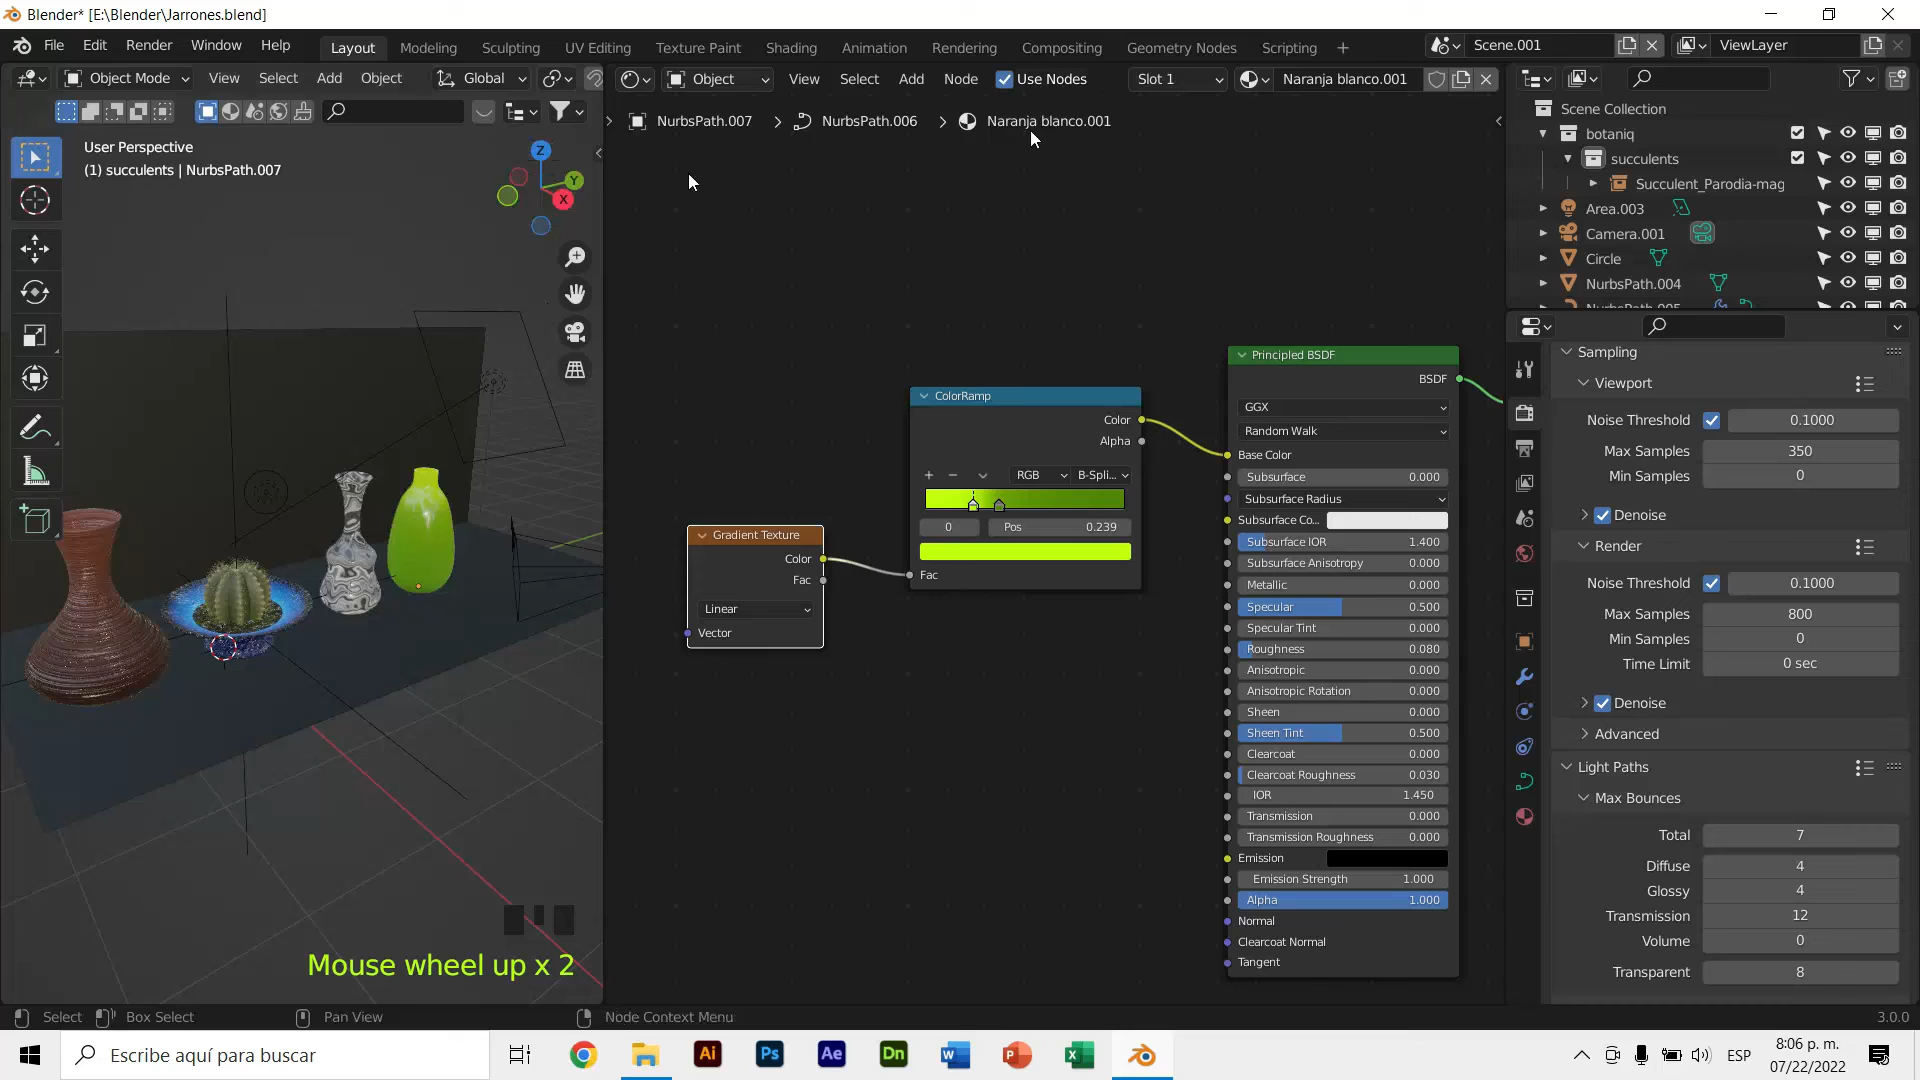 Blender* [E:\Blender\Jarrones.blend]
File Edit Render Window Help Layout Modeling Sculpting UV Editing Texture Paint Shading Animation Rendering Compositing Geometry Nodes Scripting + Scene.001 ViewLayer
Object Mode View Select Add Object Global
Object View Select Add Node Use Nodes Slot 1 Naranja blanco.001
NurbsPath.007 > NurbsPath.006 > Naranja blanco.001
User Perspective
(1) succulents | NurbsPath.007
Z
Y
X
Mouse wheel up x 2
Gradient Texture
Color
Fac
Linear
Vector
ColorRamp
Color
Alpha
RGB B-Spli...
0 Pos 0.239
Fac
Principled BSDF
BSDF
GGX
Random Walk
Base Color
Subsurface 0.000
Subsurface Radius
Subsurface Co...
Subsurface IOR 1.400
Subsurface Anisotropy 0.000
Metallic 0.000
Specular 0.500
Specular Tint 0.000
Roughness 0.080
Anisotropic 0.000
Anisotropic Rotation 0.000
Sheen 0.000
Sheen Tint 0.500
Clearcoat 0.000
Clearcoat Roughness 0.030
IOR 1.450
Transmission 0.000
Transmission Roughness 0.000
Emission
Emission Strength 1.000
Alpha 1.000
Normal
Clearcoat Normal
Tangent
Scene Collection
botaniq
succulents
Succulent_Parodia-mag
Area.003
Camera.001
Circle
NurbsPath.004
NurbsPath.005
Sampling
Viewport
Noise Threshold 0.1000
Max Samples 350
Min Samples 0
Denoise
Render
Noise Threshold 0.1000
Max Samples 800
Min Samples 0
Time Limit 0 sec
Denoise
Advanced
Light Paths
Max Bounces
Total 7
Diffuse 4
Glossy 4
Transmission 12
Volume 0
Transparent 8
Select Box Select Pan View Node Context Menu 3.0.0
Escribe aquí para buscar
Ai Ps Ae Dn
ESP
8:06 p. m.
07/22/2022